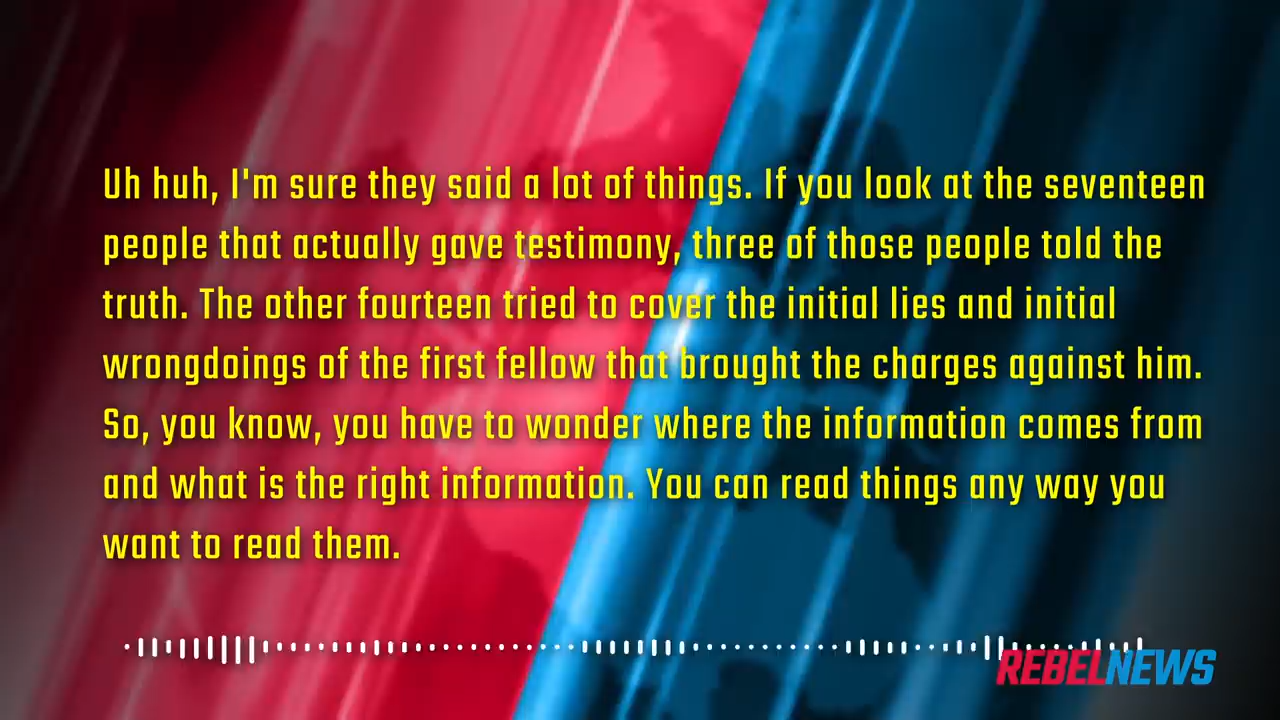 Uh huh, I'm sure they said a lot of things. If you look at the seventeen
people that actually gave testimony, three of those people told the
truth. The other fourteen tried to cover the initial lies and initial
wrongdoings of the first fellow that brought the charges against him.
So, you know, you have to wonder where the information comes from
and what is the right information. You can read things any way you
want to read them.
REBELNEWS